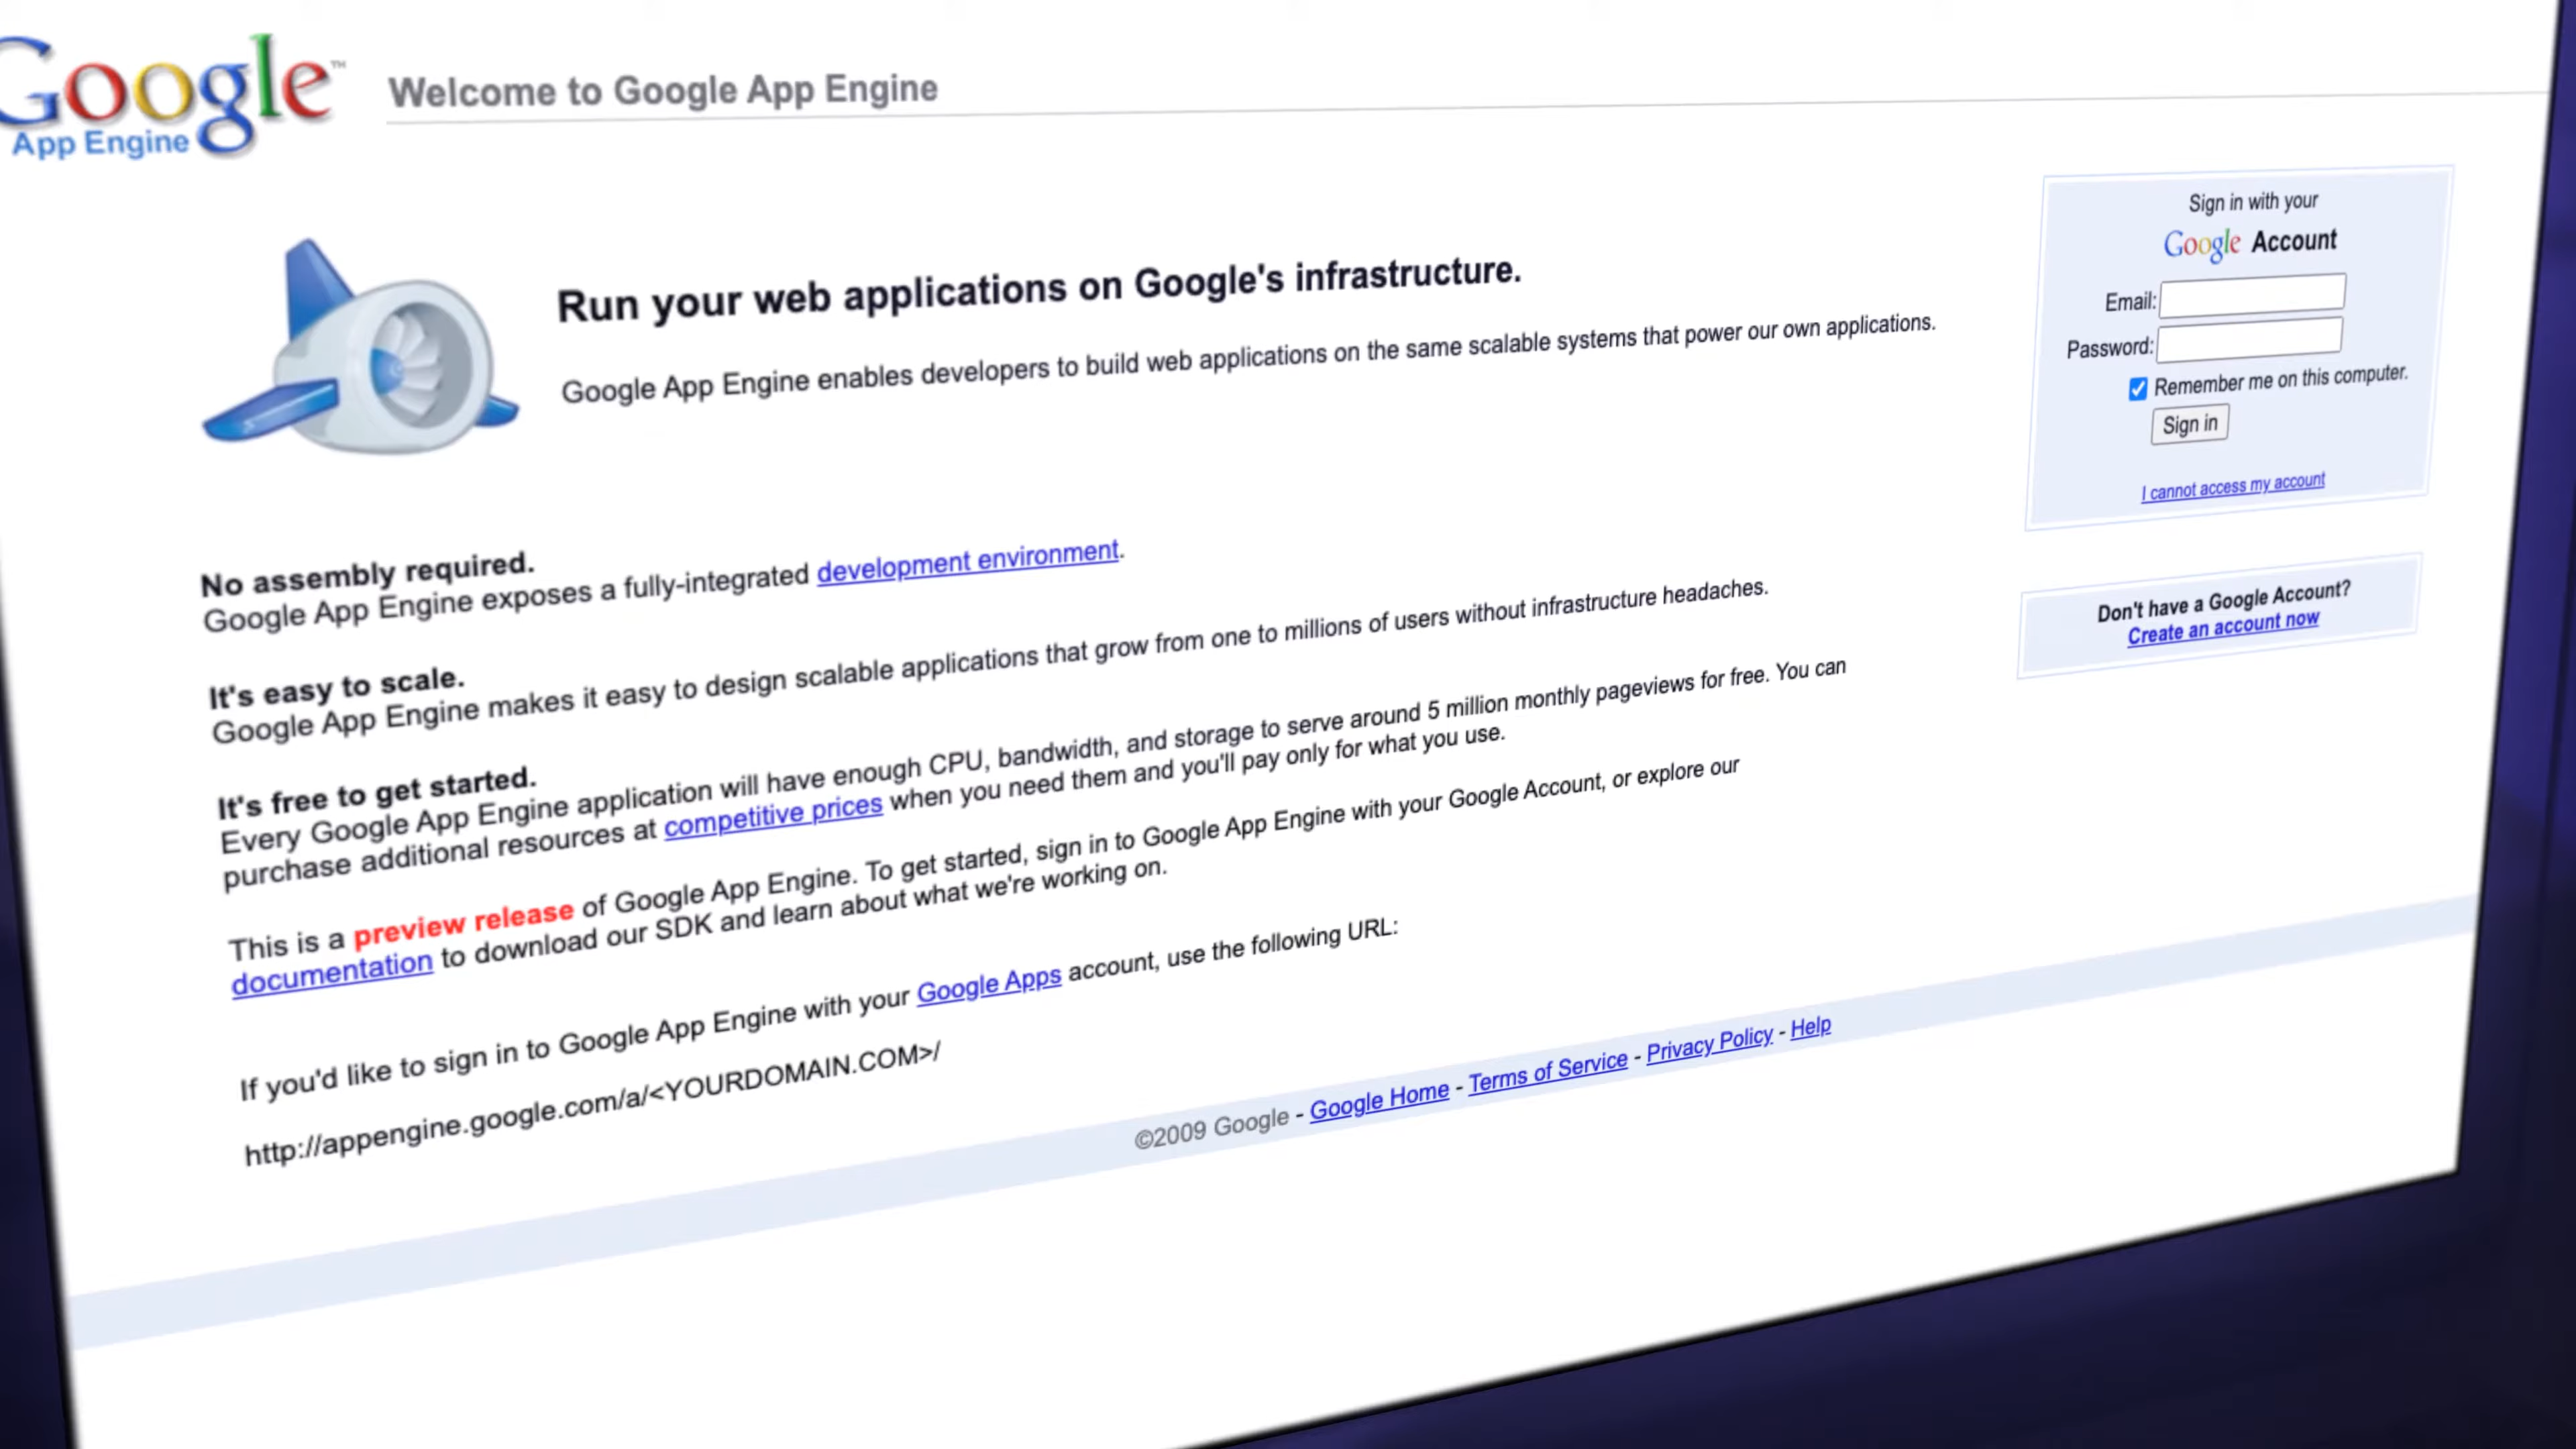 Google™
App Engine
Welcome to Google App Engine
Run your web applications on Google's infrastructure.
Google App Engine enables developers to build web applications on the same scalable systems that power our own applications.
No assembly required.
Google App Engine exposes a fully-integrated development environment.
It's easy to scale.
Google App Engine makes it easy to design scalable applications that grow from one to millions of users without infrastructure headaches.
It's free to get started.
Every Google App Engine application will have enough CPU, bandwidth, and storage to serve around 5 million monthly pageviews for free. You can
purchase additional resources at competitive prices when you need them and you'll pay only for what you use.
This is a preview release of Google App Engine. To get started, sign in to Google App Engine with your Google Account, or explore our
documentation to download our SDK and learn about what we're working on.
If you'd like to sign in to Google App Engine with your Google Apps account, use the following URL:
http://appengine.google.com/a/<YOURDOMAIN.COM>/
Sign in with your
Google Account
Email:
Password:
Remember me on this computer.
Sign in
I cannot access my account
Don't have a Google Account?
Create an account now
©2009 Google - Google Home - Terms of Service - Privacy Policy - Help